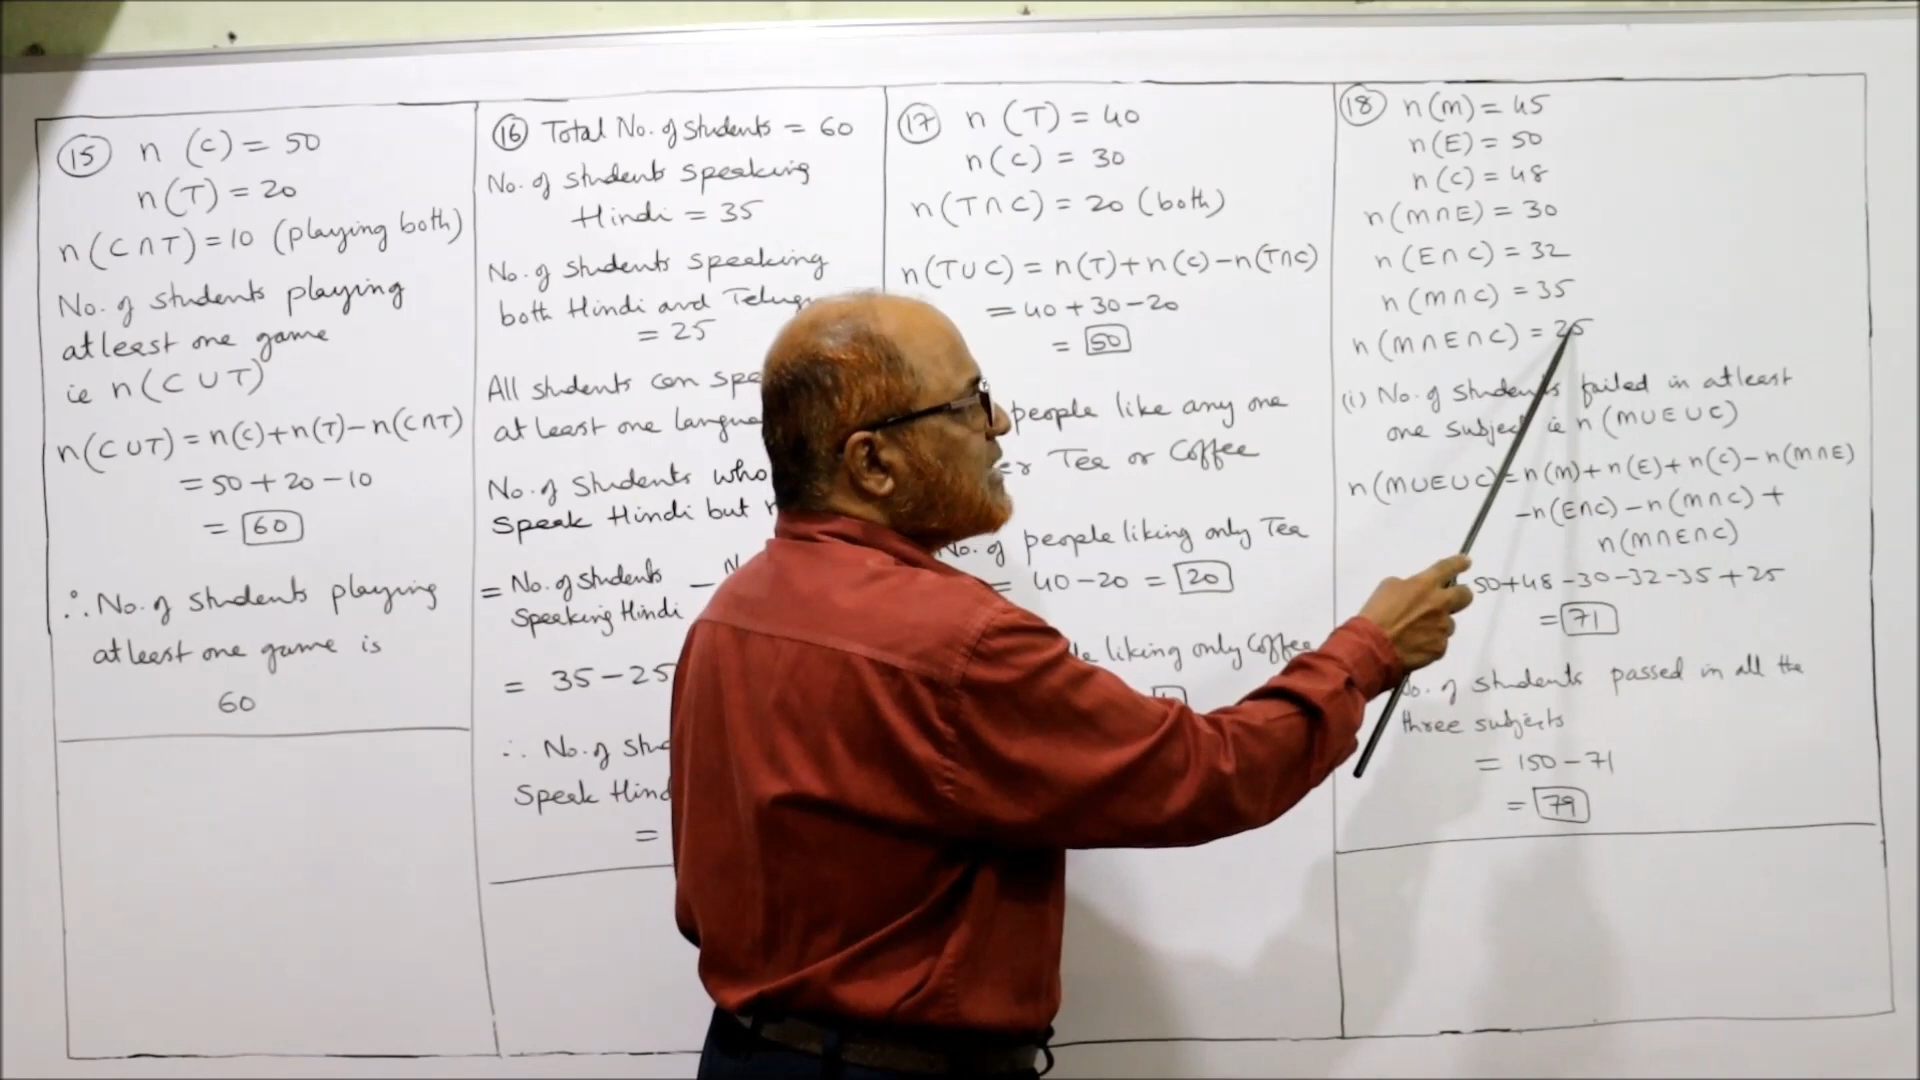 15 n (C) = 50
n(T) = 20
n(C∩T) = 10 (playing both)
No. of students playing
atleast one game
ie n(C∪T)
n(C∪T) = n(C)+n(T)-n(C∩T)
= 50+20-10
= 60
∴ No. of students playing
atleast one game is
60
16 Total No. of students = 60
No. of students speaking
Hindi = 35
No. of students speaking
both Hindi and
= 25
All students can
at least one
No. of students who
speak Hindi but
= No. of students –
Speaking Hindi
= 35-25
∴ No. of
Speak
=
17 n (T) = 40
n(C) = 30
n(T∩C) = 20 (both)
n(T∪C) = n(T)+n(C)-n(T∩C)
= 40+30-20
= 50
people like any one
Tea or Coffee
No. of people liking only Tea
= 40-20 = 20
liking only Coffee
18 n(m) = 45
n(E) = 50
n(C) = 48
n(m∩E) = 30
n(E∩C) = 32
n(m∩C) = 35
n(m∩E∩C) = 25
(i) No. of students failed in atleast
one subject ie n(m∪E∪C)
n(m∪E∪C) = n(m)+n(E)+n(C)-n(m∩E)
-n(E∩C)-n(m∩C)+
n(m∩E∩C)
50+48-30-32-35+25
= 71
No. of students passed in all the
three subjects
= 150-71
= 79